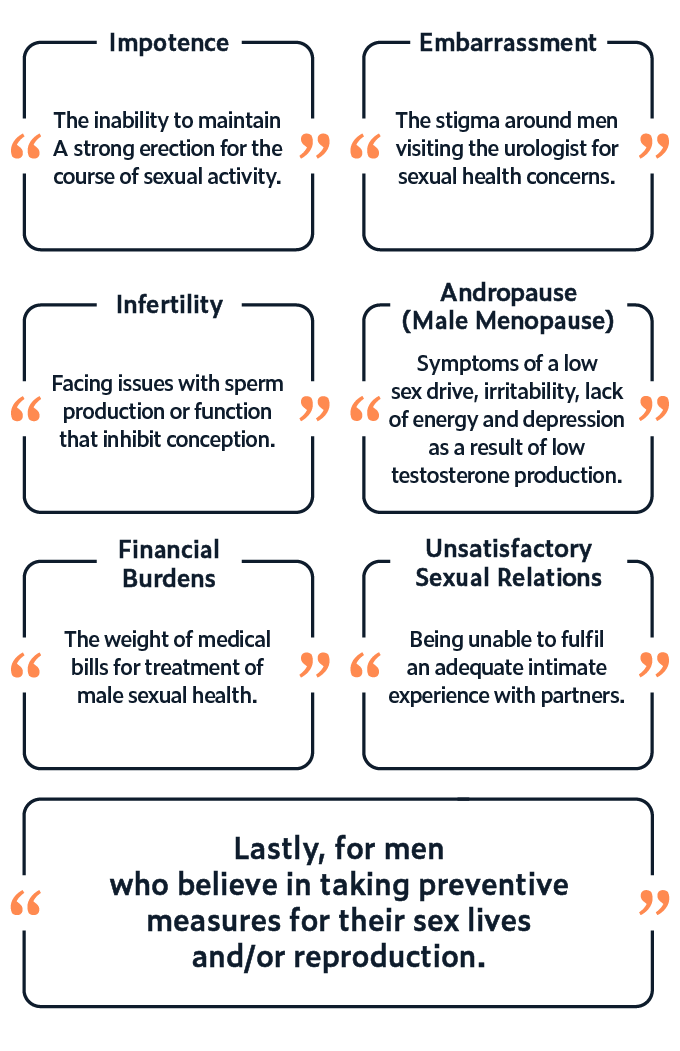 Impotence
“ The inability to maintain
A strong erection for the
course of sexual activity. ”
Embarrassment
“ The stigma around men
visiting the urologist for
sexual health concerns. ”
Infertility
“ Facing issues with sperm
production or function
that inhibit conception. ”
Andropause
(Male Menopause)
“ Symptoms of a low
sex drive, irritability, lack
of energy and depression
as a result of low
testosterone production. ”
Financial
Burdens
“ The weight of medical
bills for treatment of
male sexual health. ”
Unsatisfactory
Sexual Relations
“ Being unable to fulfil
an adequate intimate
experience with partners. ”
“ Lastly, for men
who believe in taking preventive
measures for their sex lives
and/or reproduction. ”